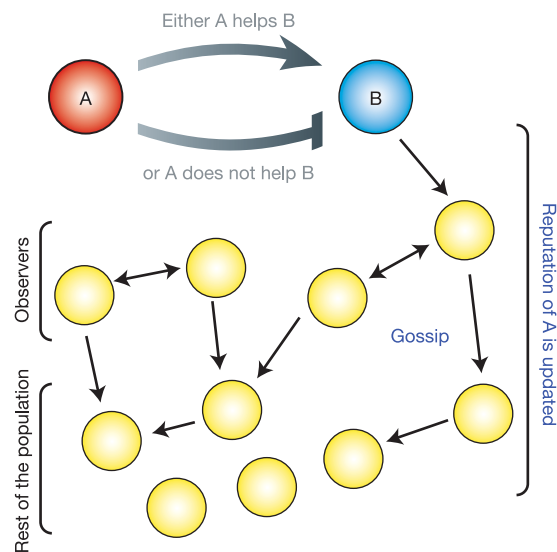 Either A helps B
A
B
or A does not help B
Observers
Gossip
Reputation of A is updated
Rest of the population